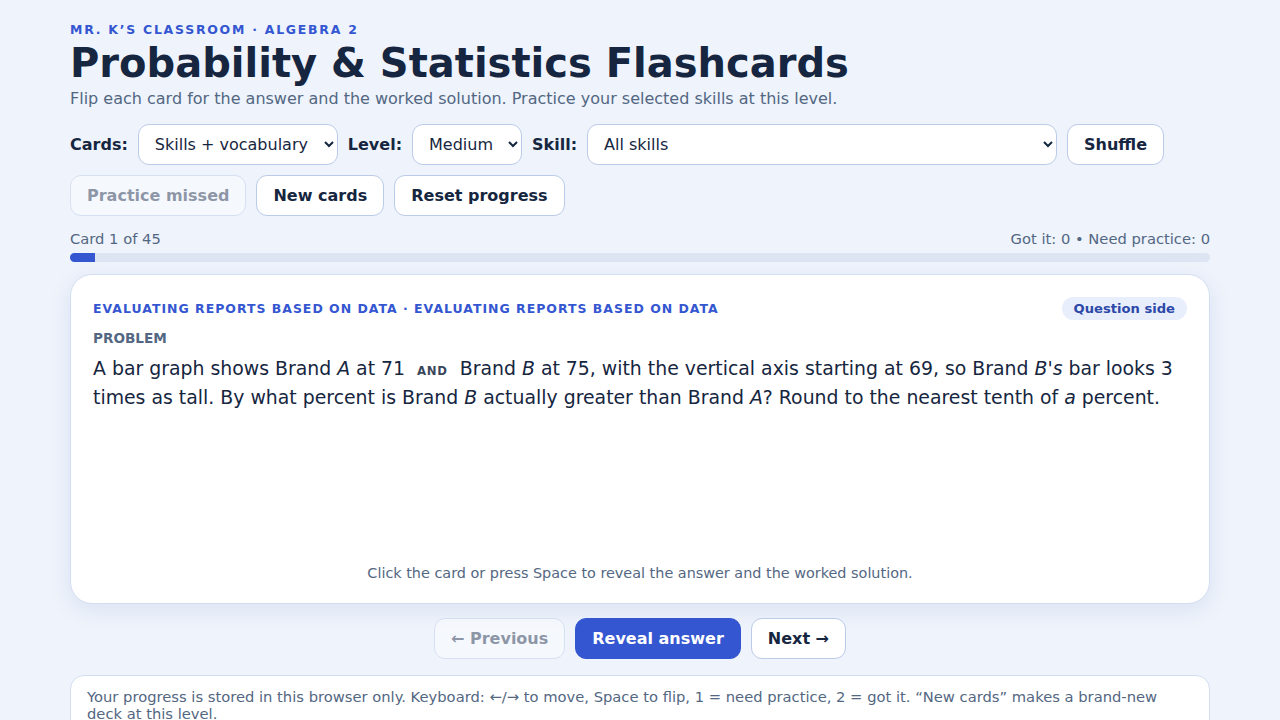 MR. K’S CLASSROOM · ALGEBRA 2
Probability & Statistics Flashcards
Flip each card for the answer and the worked solution. Practice your selected skills at this level.
Cards: Skills + vocabulary Level: Medium Skill: All skills Shuffle
Practice missed New cards Reset progress
Card 1 of 45 Got it: 0 • Need practice: 0
EVALUATING REPORTS BASED ON DATA · EVALUATING REPORTS BASED ON DATA Question side
PROBLEM
A bar graph shows Brand A at 71 AND Brand B at 75, with the vertical axis starting at 69, so Brand B's bar looks 3
times as tall. By what percent is Brand B actually greater than Brand A? Round to the nearest tenth of a percent.
Click the card or press Space to reveal the answer and the worked solution.
← Previous Reveal answer Next →
Your progress is stored in this browser only. Keyboard: ←/→ to move, Space to flip, 1 = need practice, 2 = got it. “New cards” makes a brand-new
deck at this level.